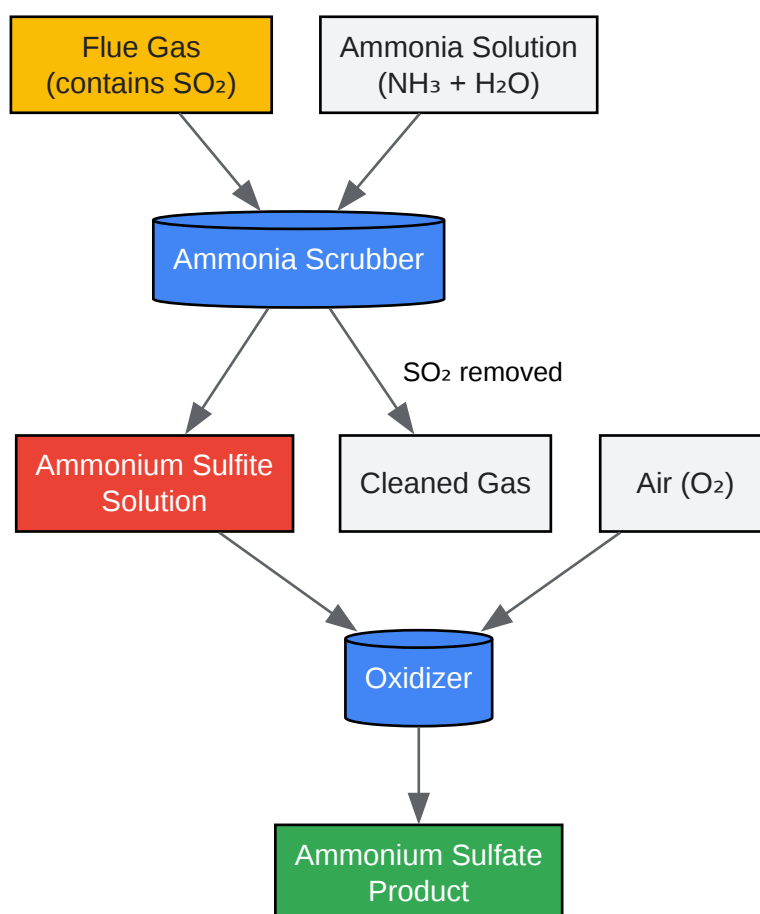 Flue Gas
(contains SO₂)
Ammonia Solution
(NH₃ + H₂O)
Ammonia Scrubber
SO₂ removed
Ammonium Sulfite
Solution
Cleaned Gas
Air (O₂)
Oxidizer
Ammonium Sulfate
Product